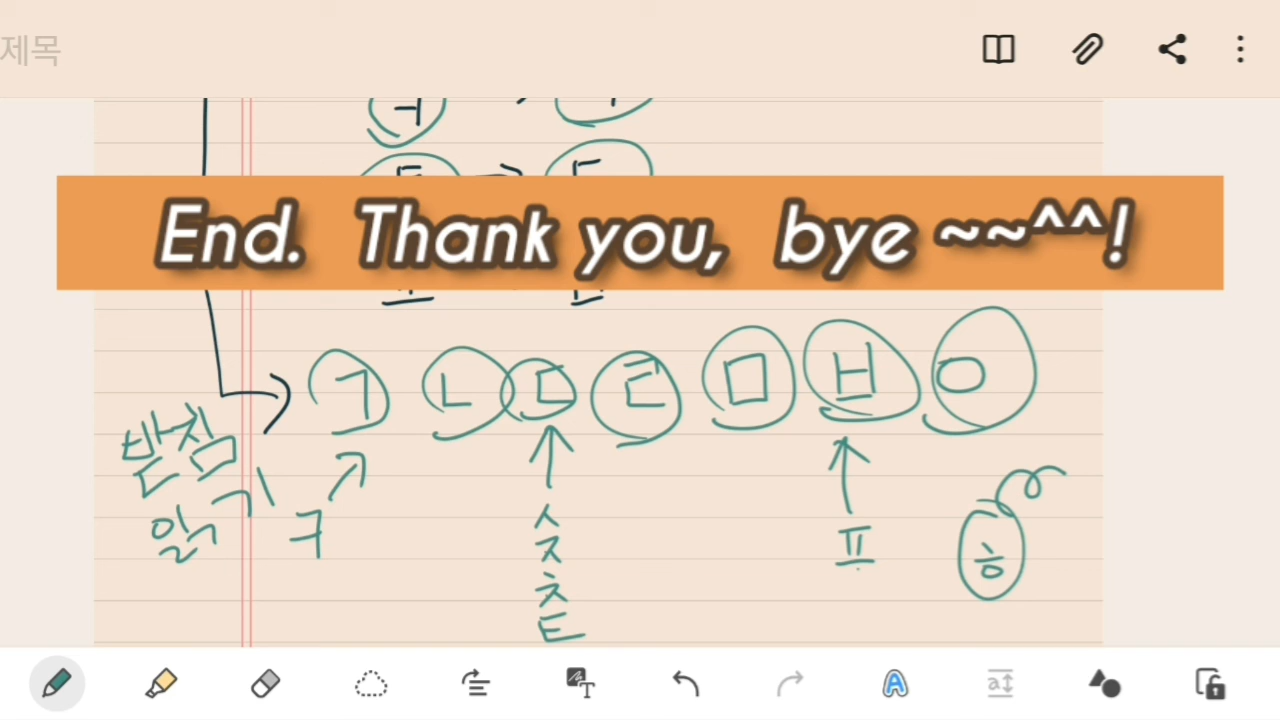 제목
End. Thank you, bye ~~^^!
ㄱ ㄴ ㄷ ㄹ ㅁ ㅂ ㅇ
받침
읽기
ㅋ
ㅅ
ㅈ
ㅊ
ㅌ
ㅍ
ㅎ